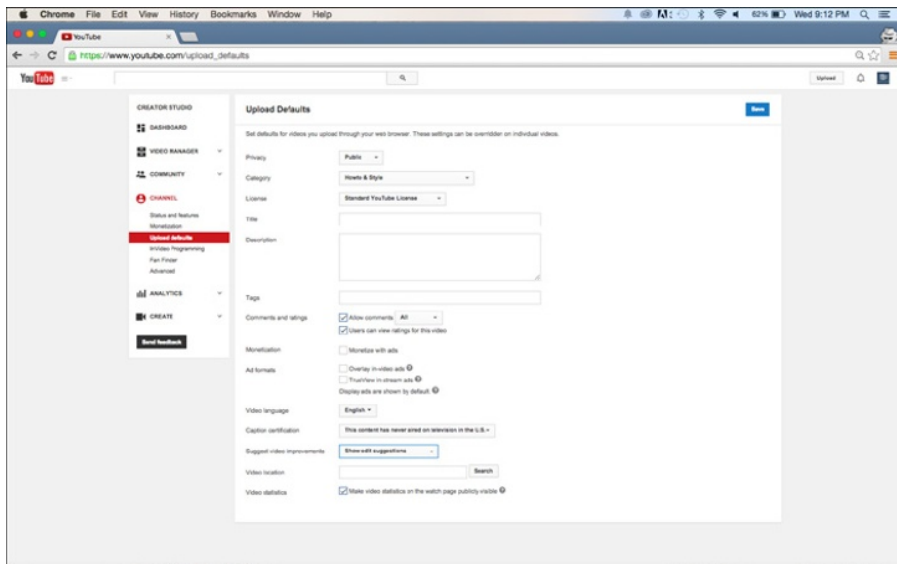 Chrome File Edit View History Bookmarks Window Help
62% Wed 9:12 PM
YouTube
https://www.youtube.com/upload_defaults
YouTube
Upload
CREATOR STUDIO
DASHBOARD
VIDEO MANAGER
COMMUNITY
CHANNEL
Status and features
Monetization
Upload defaults
InVideo Programming
Fan Finder
Advanced
ANALYTICS
CREATE
Send feedback
Upload Defaults
Save
Set defaults for videos you upload through your web browser. These settings can be overridden on individual videos.
Privacy Public
Category Howto & Style
License Standard YouTube License
Title
Description
Tags
Comments and ratings Allow comments All
Users can view ratings for this video
Monetization Monetize with ads
Ad formats Overlay in-video ads
TrueView in-stream ads
Display ads are shown by default.
Video language English
Caption certification This content has never aired on television in the U.S.
Suggest video improvements Show edit suggestions
Video location Search
Video statistics Make video statistics on the watch page publicly visible